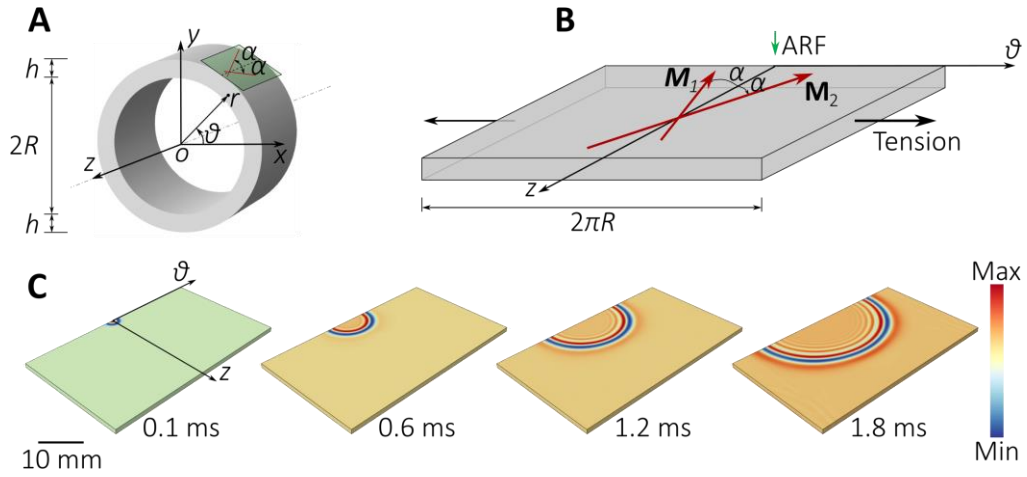 A
y
h
α
α
r
2R
ϑ
O
x
z
h
B
ARF
ϑ
M1
α
α
M2
Tension
z
2πR
C
ϑ
z
0.1 ms
0.6 ms
1.2 ms
1.8 ms
10 mm
Max
Min